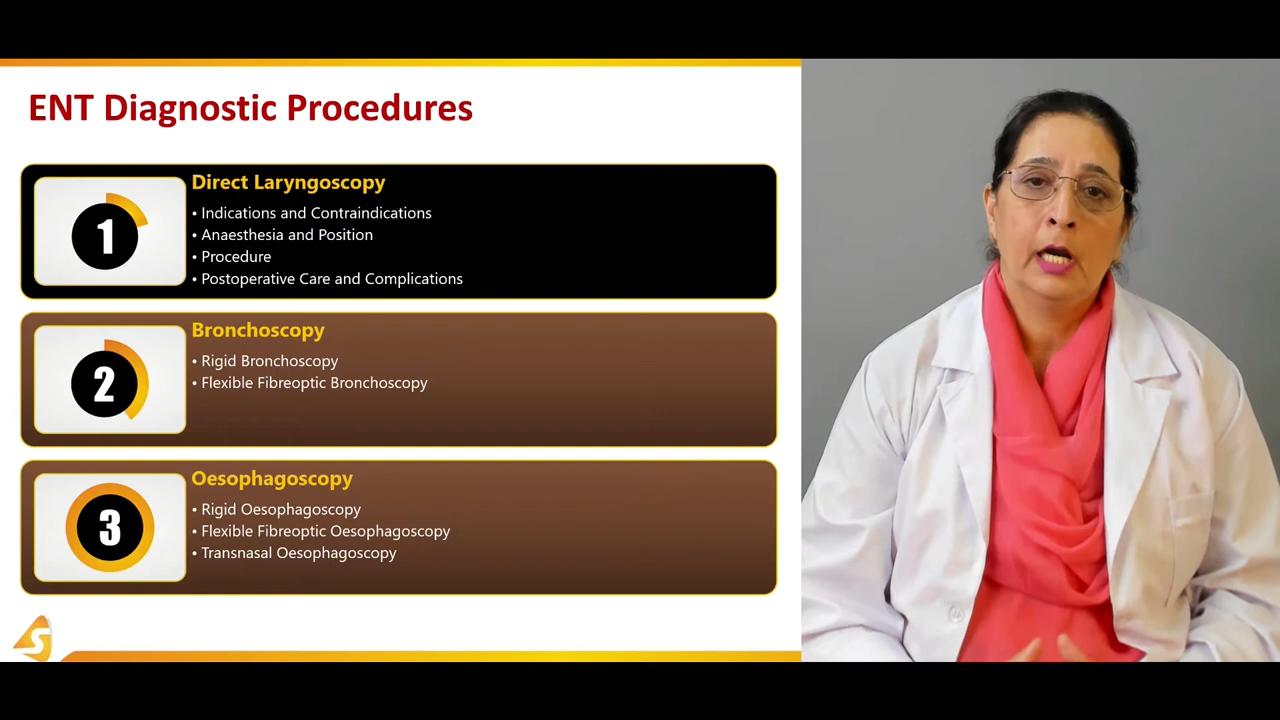 ENT Diagnostic Procedures
1
Direct Laryngoscopy
• Indications and Contraindications
• Anaesthesia and Position
• Procedure
• Postoperative Care and Complications
2
Bronchoscopy
• Rigid Bronchoscopy
• Flexible Fibreoptic Bronchoscopy
3
Oesophagoscopy
• Rigid Oesophagoscopy
• Flexible Fibreoptic Oesophagoscopy
• Transnasal Oesophagoscopy
S